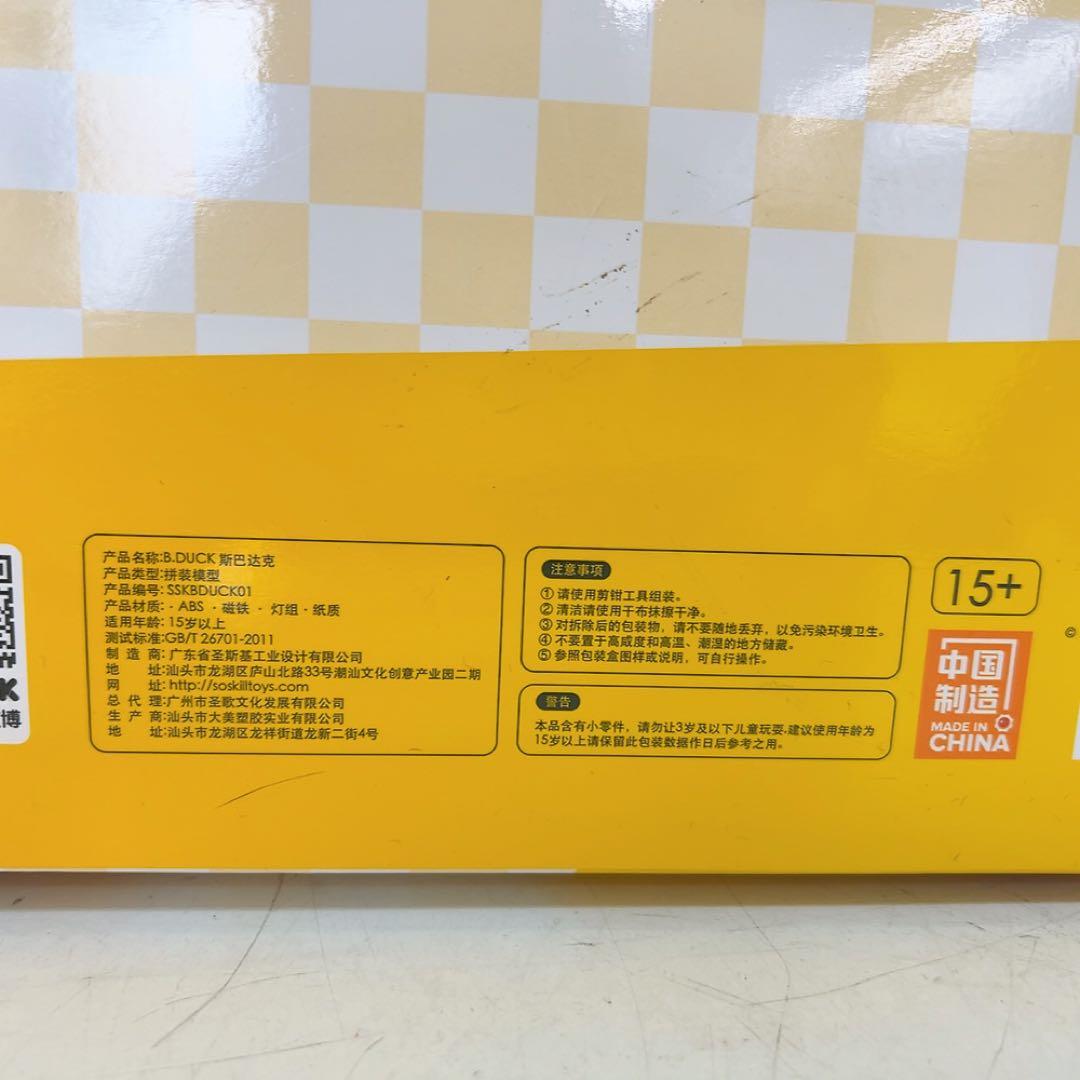 K
博
产品名称:B.DUCK 斯巴达克
产品类型:拼装模型
产品编号: SSKBDUCK01
产品材质: · ABS · 磁铁 · 灯组 · 纸质
适用年龄: 15岁以上
测试标准:GB/T 26701-2011
制 造 商: 广东省圣斯基工业设计有限公司
地 址:汕头市龙湖区庐山北路33号潮汕文化创意产业园二期
网 址: http://soskilltoys.com
总 代 理:广州市圣歌文化发展有限公司
生 产 商:汕头市大美塑胶实业有限公司
地 址:汕头市龙湖区龙祥街道龙新二街4号
注意事项
① 请使用剪钳工具组装。
② 清洁请使用干布抹擦干净。
③ 对拆除后的包装物，请不要随地丢弃，以免污染环境卫生。
④ 不要置于高威度和高温、潮湿的地方储藏。
⑤ 参照包装盒图样或说明，可自行操作。
警告
本品含有小零件，请勿让3岁及以下儿童玩耍.建议使用年龄为
15岁以上请保留此包装数据作日后参考之用。
15+
中国
制造
MADE IN
CHINA
©